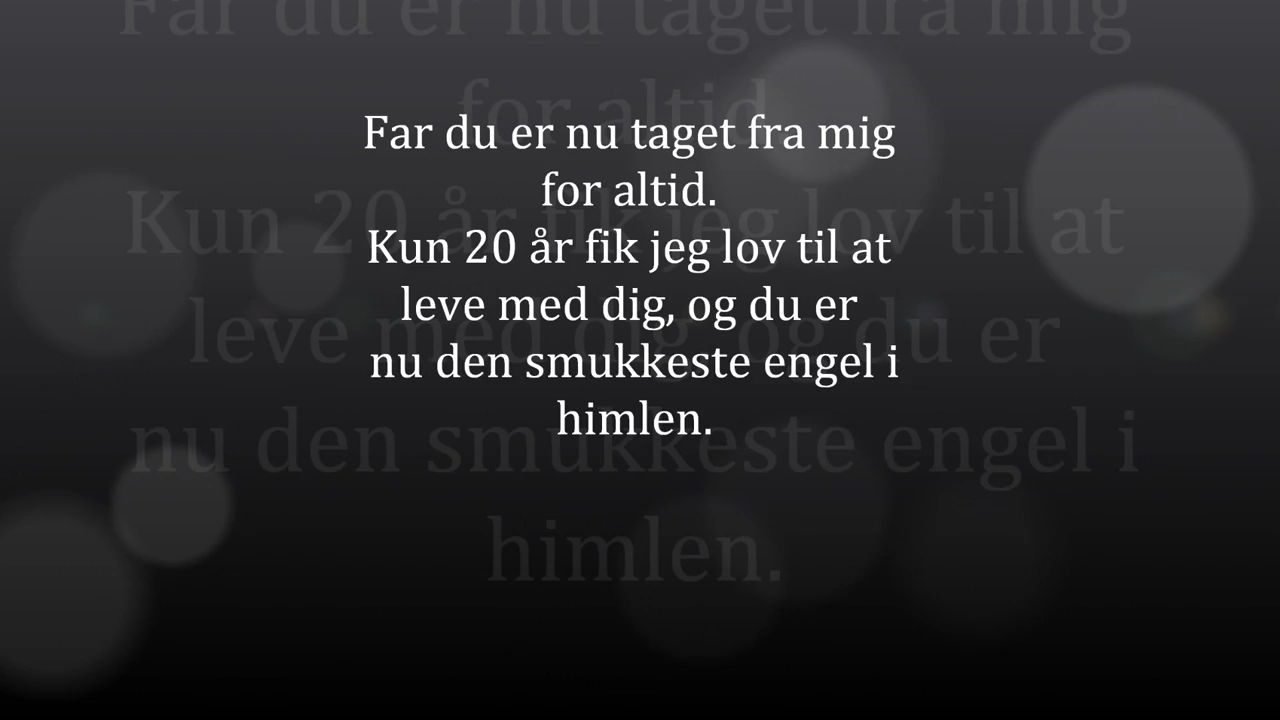 Far du er nu taget fra mig
for altid.
Kun 20 år fik jeg lov til at
leve med dig, og du er
nu den smukkeste engel i
himlen.